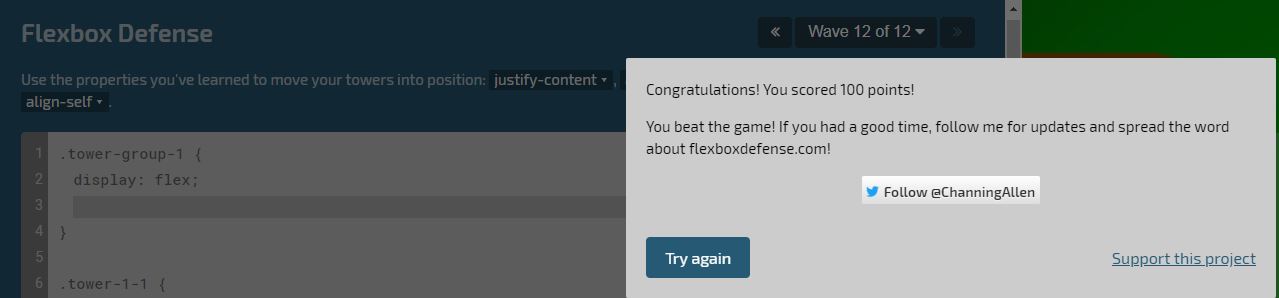 Flexbox Defense
« Wave 12 of 12 »
Use the properties you've learned to move your towers into position: justify-content ,
align-self .
1 .tower-group-1 {
2 display: flex;
3
4 }
5
6 .tower-1-1 {
Congratulations! You scored 100 points!
You beat the game! If you had a good time, follow me for updates and spread the word
about flexboxdefense.com!
Follow @ChanningAllen
Try again
Support this project